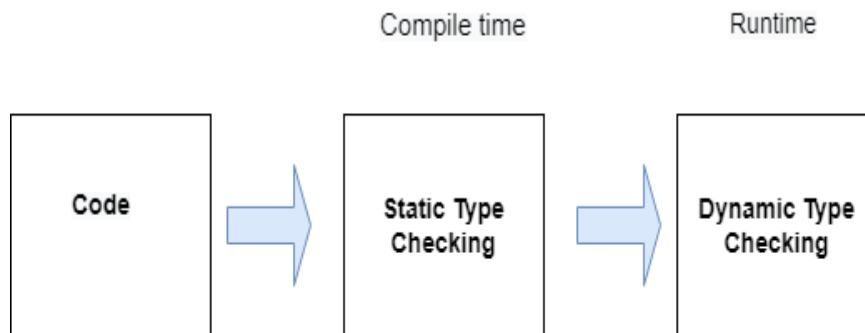 Compile time
Runtime
Code
Static Type
Checking
Dynamic Type
Checking